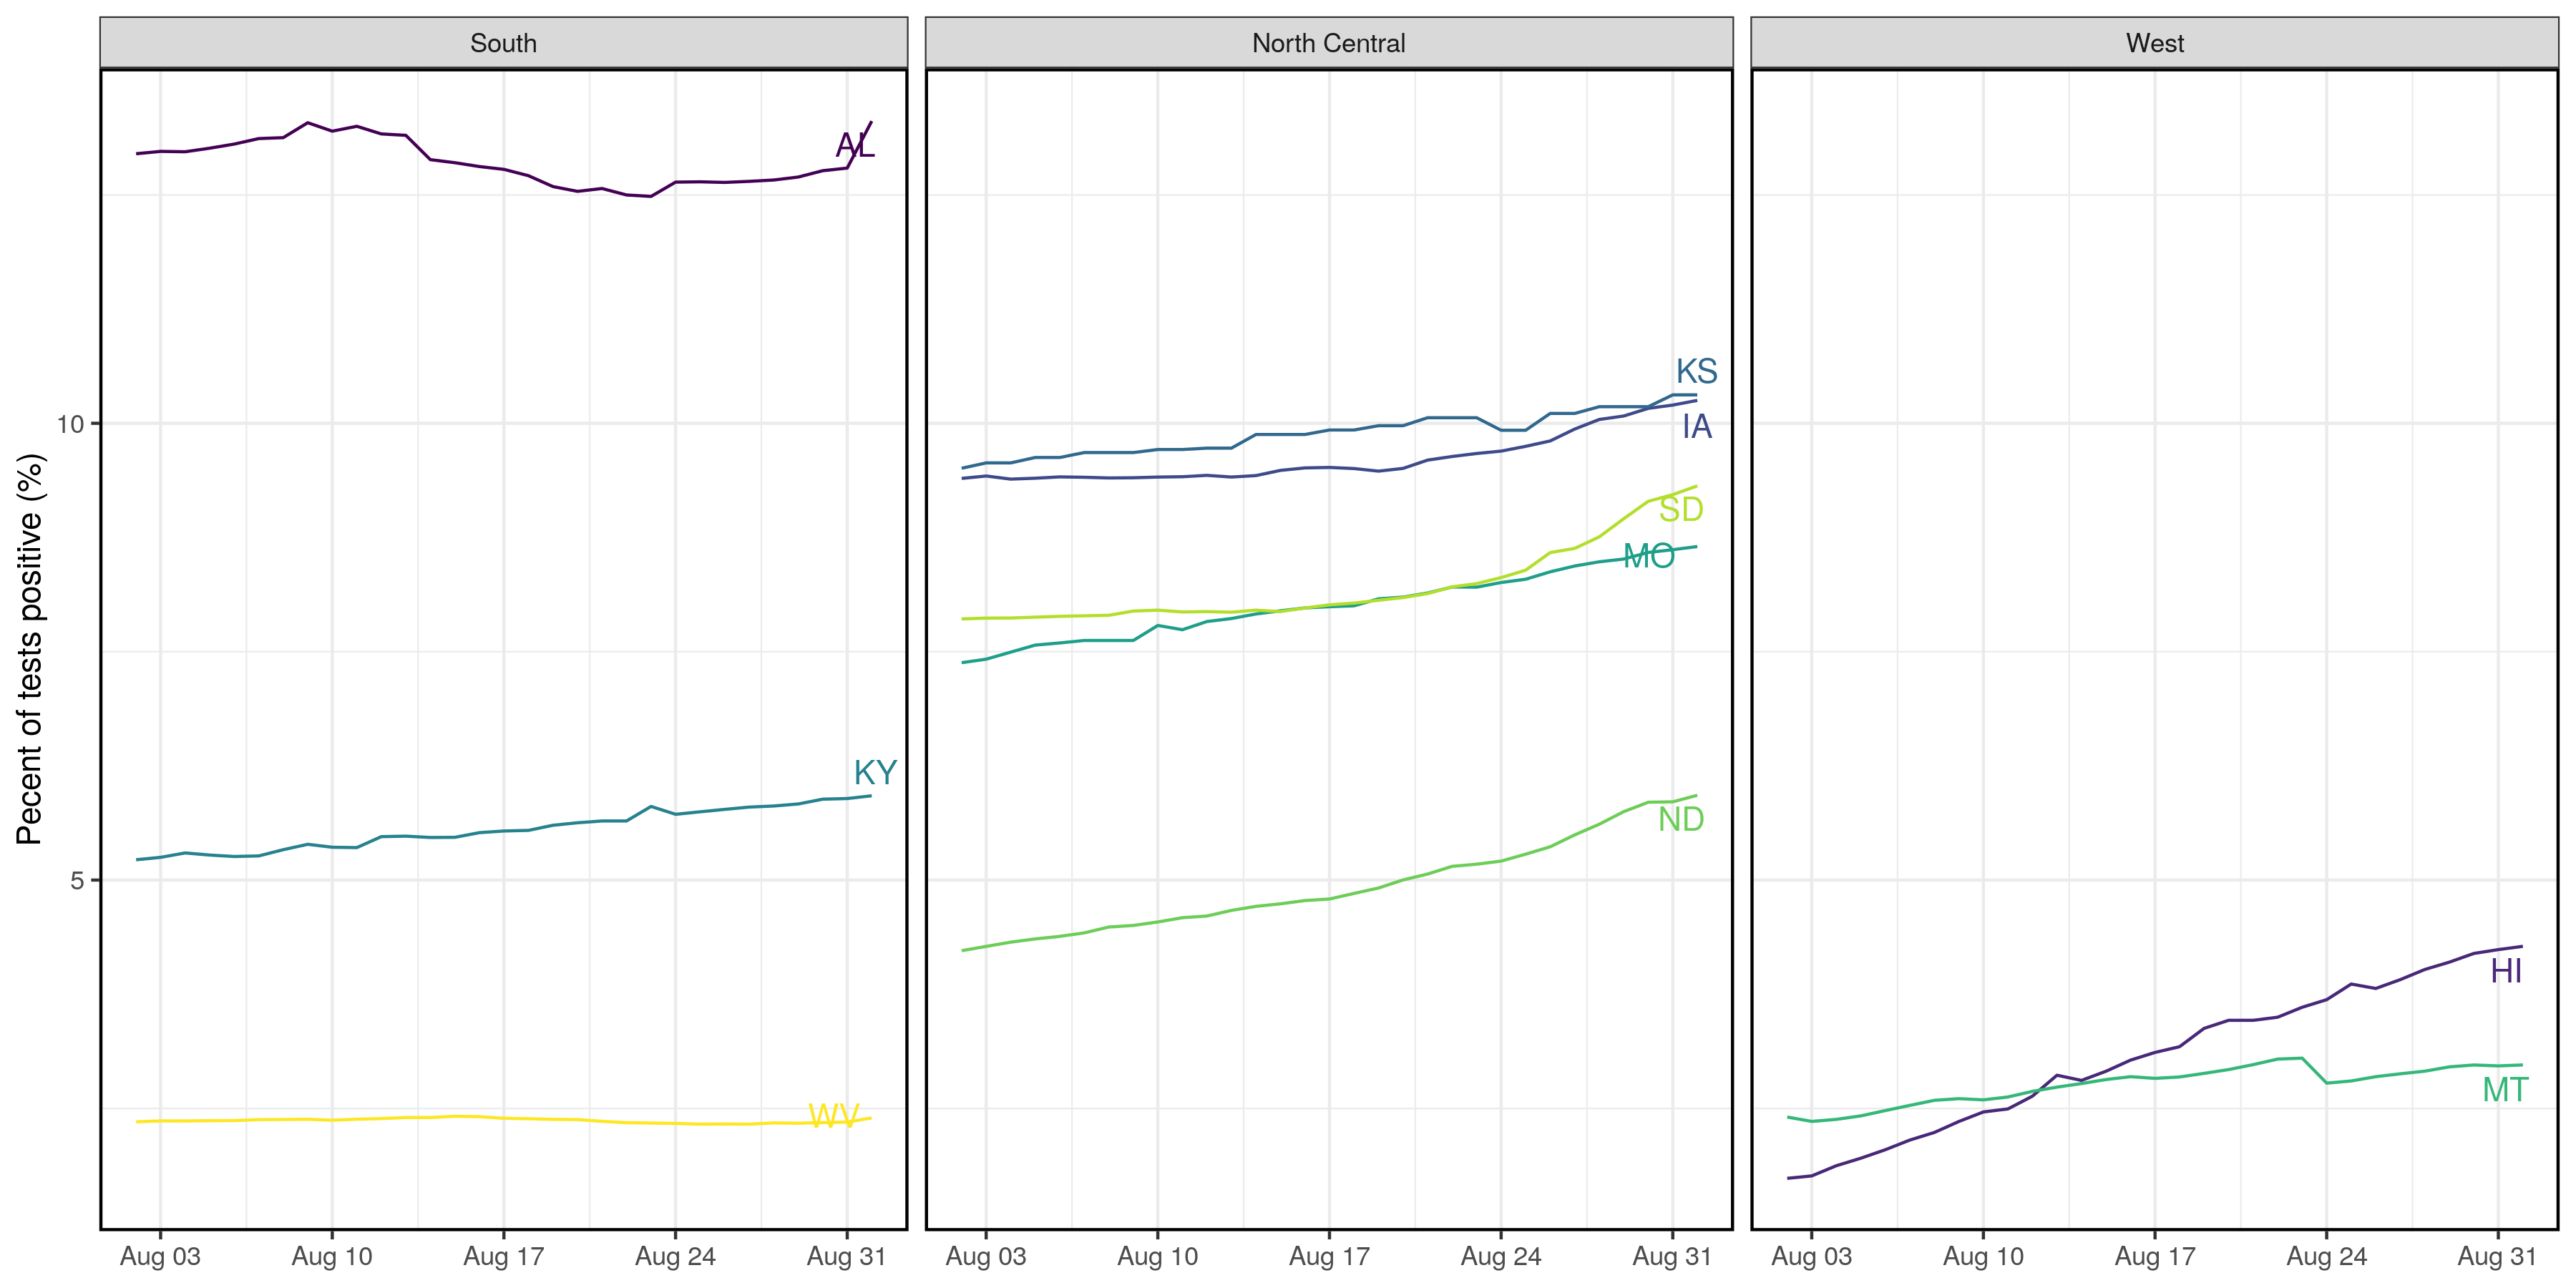 South
North Central
West
Pecent of tests positive (%)
10
5
AL
KY
WV
KS
IA
SD
MO
ND
HI
MT
Aug 03 Aug 10 Aug 17 Aug 24 Aug 31
Aug 03 Aug 10 Aug 17 Aug 24 Aug 31
Aug 03 Aug 10 Aug 17 Aug 24 Aug 31